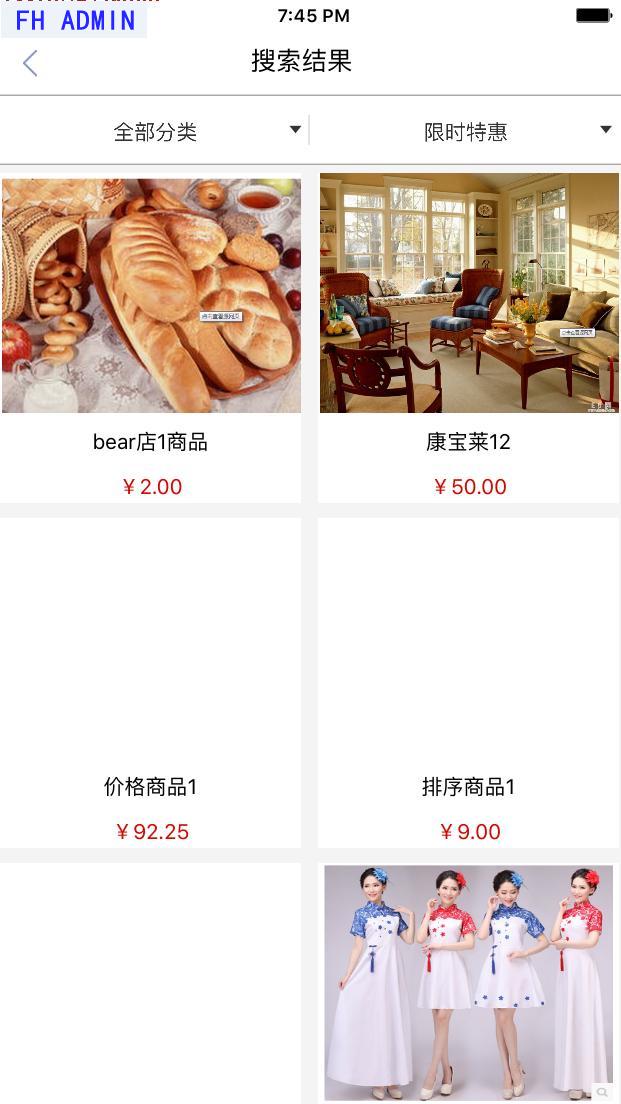 FH ADMIN
7:45 PM
搜索结果
全部分类
限时特惠
bear店1商品
康宝莱12
￥2.00
￥50.00
价格商品1
排序商品1
￥92.25
￥9.00